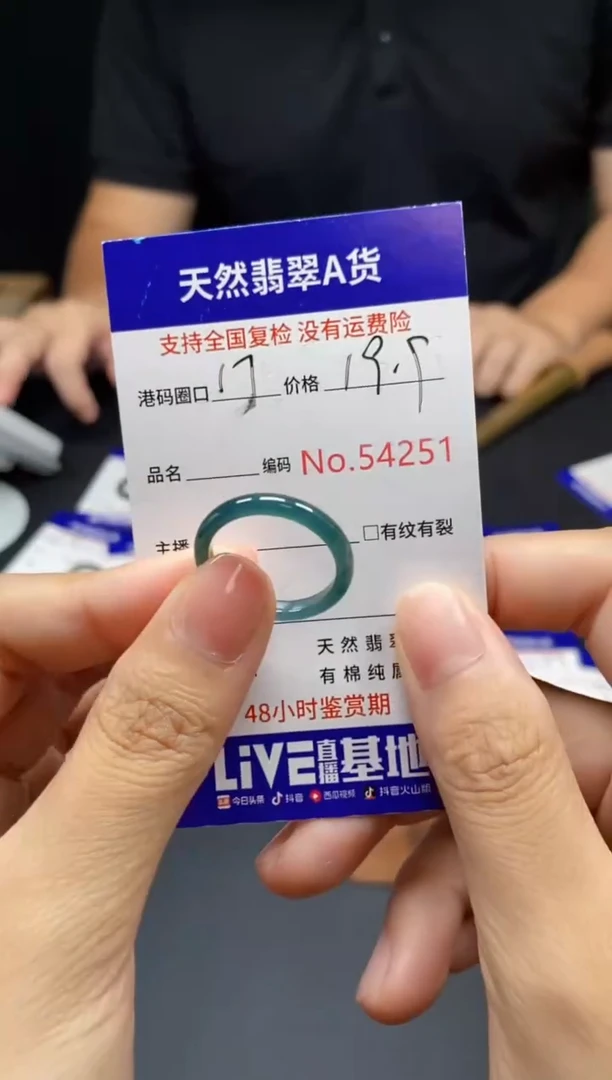 天然翡翠A货
支持全国复检 没有运费险
港码圈口 17 价格 19.9
品名 编码 No.54251
主播 □有纹有裂
天然翡
有棉纯属
48小时鉴赏期
LiVE直播基地
今日头条 抖音 西瓜视频 抖音火山版